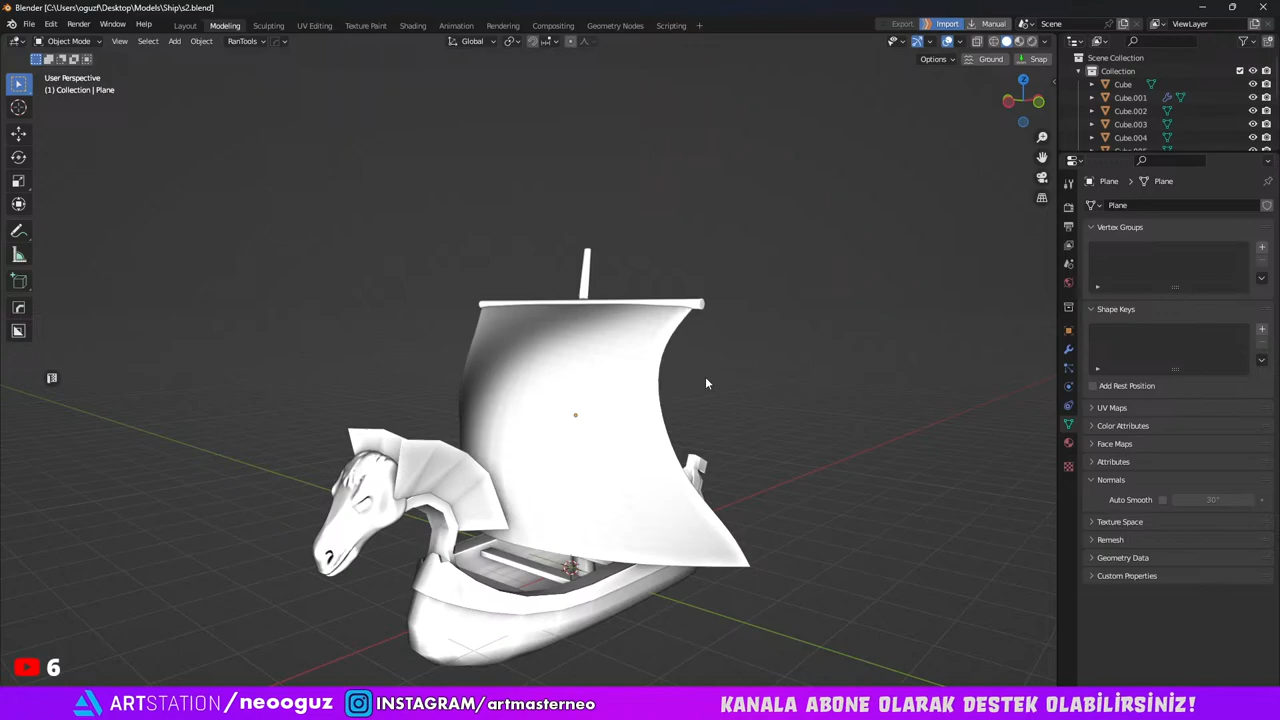 Blender [C:\Users\oguzf\Desktop\Models\Ship\s2.blend]
File Edit Render Window Help Layout Modeling Sculpting UV Editing Texture Paint Shading Animation Rendering Compositing Geometry Nodes Scripting + Export Import Manual Scene ViewLayer
Object Mode View Select Add Object RanTools Global
Options Ground Snap
User Perspective
(1) Collection | Plane
Scene Collection
Collection
Cube
Cube.001
Cube.002
Cube.003
Cube.004
Z
Plane Plane
Plane
Vertex Groups
Shape Keys
Add Rest Position
UV Maps
Color Attributes
Face Maps
Attributes
Normals
Auto Smooth 30°
Texture Space
Remesh
Geometry Data
Custom Properties
6
ARTSTATION/neooguz INSTAGRAM/artmasterneo KANALA ABONE OLARAK DESTEK OLABİLİRSİNİZ!